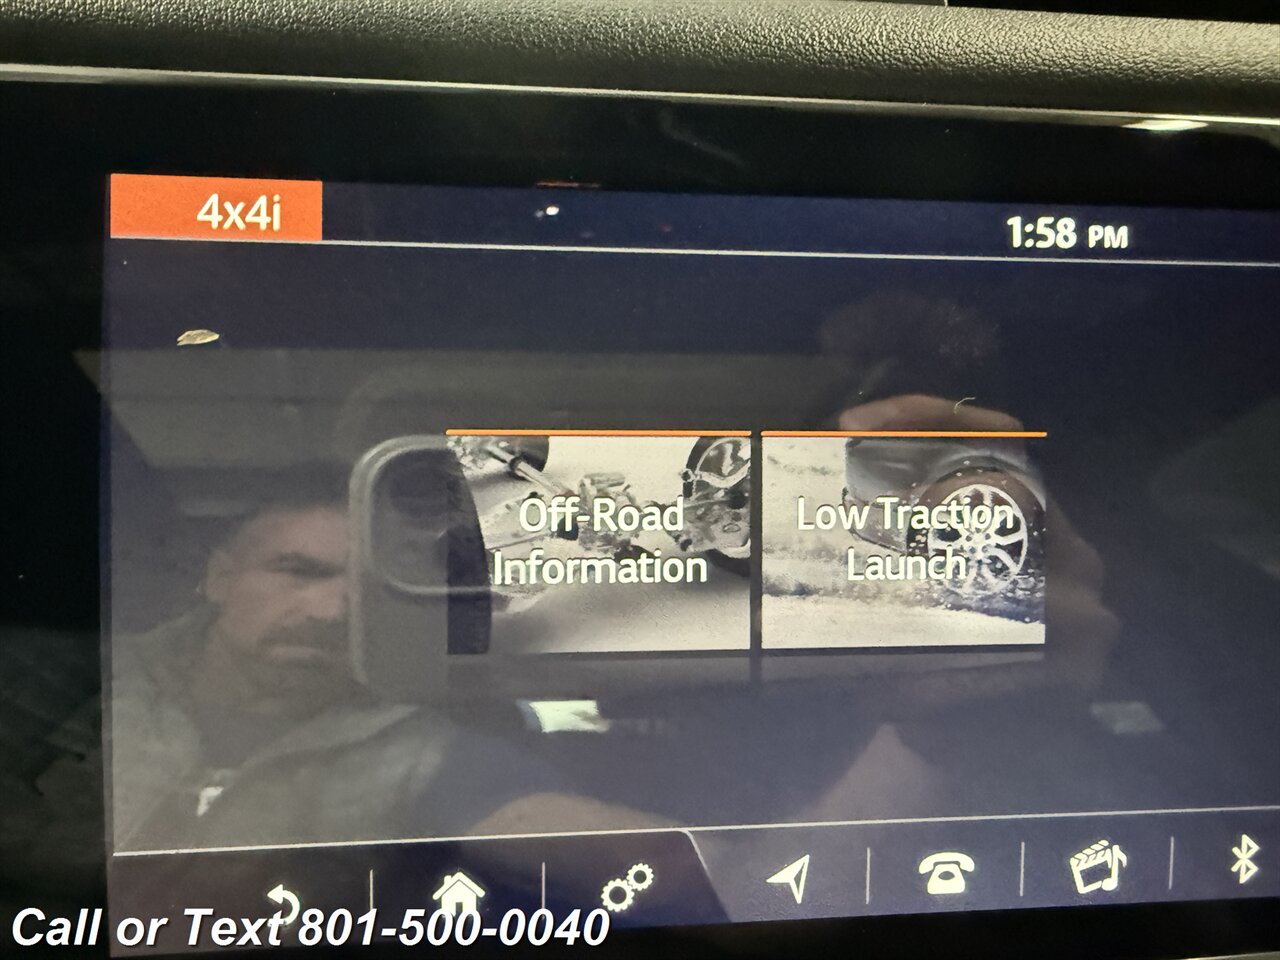 4x4i
1:58 PM
Off-Road
Information
Low Traction
Launch
Call or Text 801-500-0040